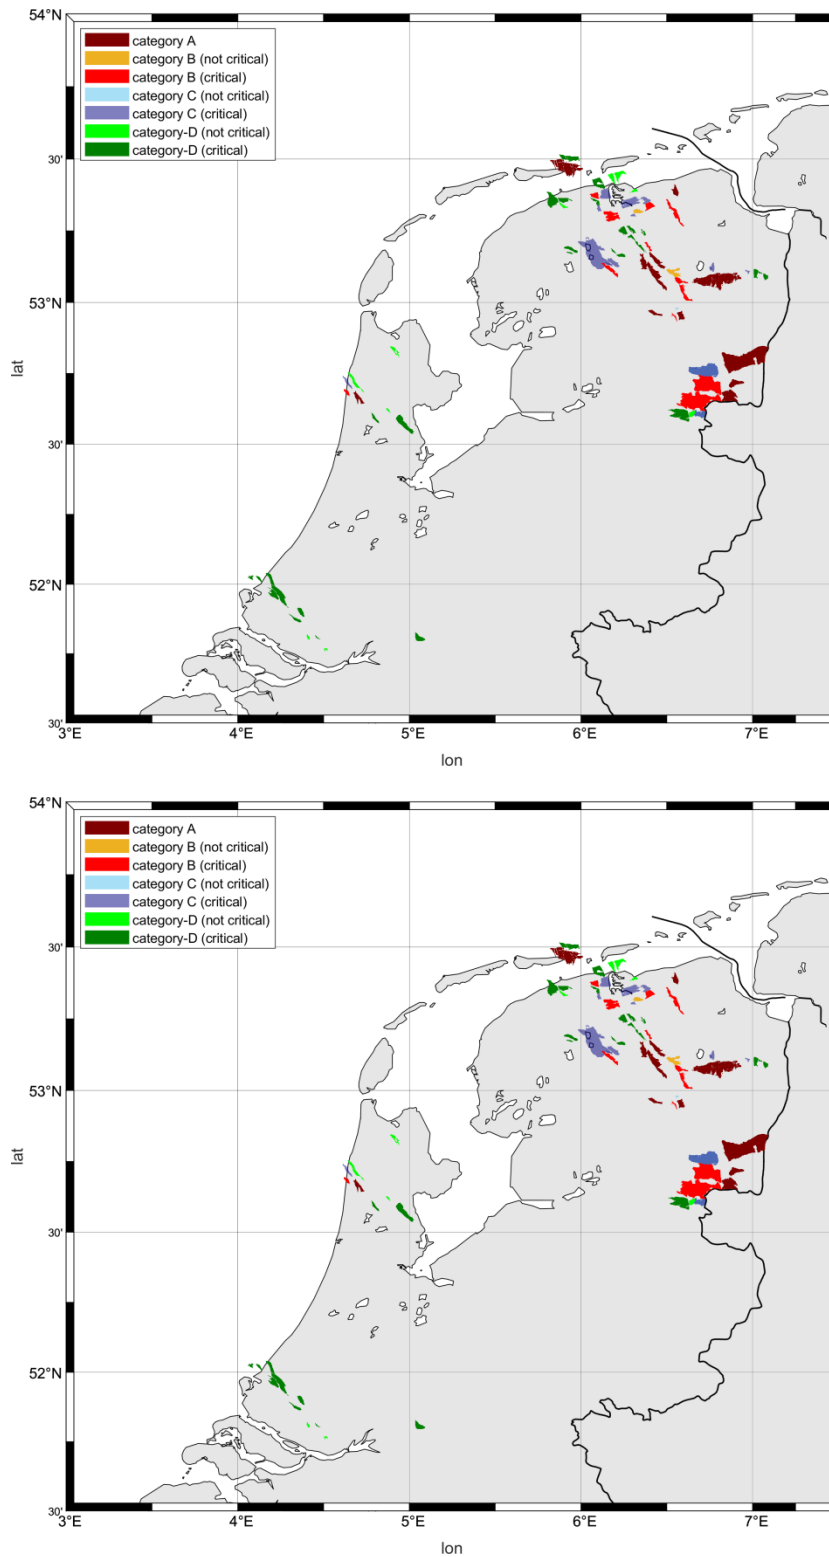 54°N
category A
category B (not critical)
category B (critical)
category C (not critical)
category C (critical)
category-D (not critical)
category-D (critical)
30'
53°N
lat
30'
52°N
30'
3°E 4°E 5°E 6°E 7°E
lon
54°N
category A
category B (not critical)
category B (critical)
category C (not critical)
category C (critical)
category-D (not critical)
category-D (critical)
30'
53°N
lat
30'
52°N
30'
3°E 4°E 5°E 6°E 7°E
lon